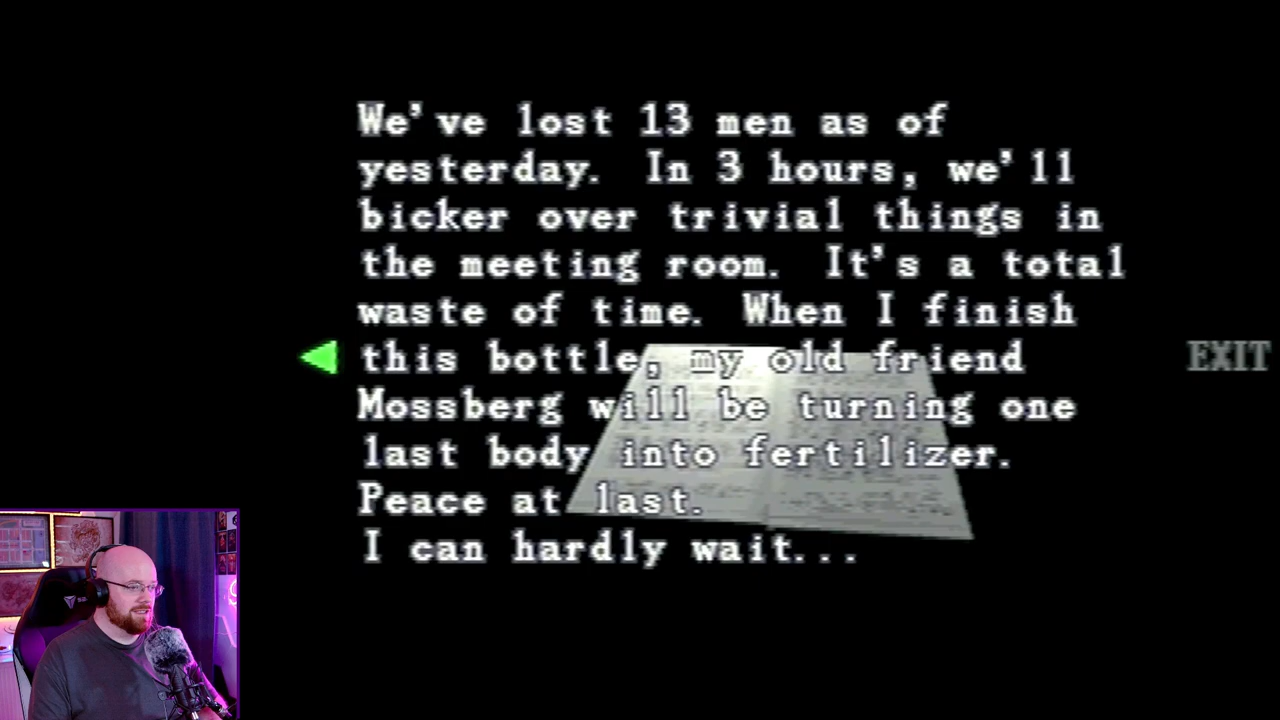 We've lost 13 men as of
yesterday. In 3 hours, we'll
bicker over trivial things in
the meeting room. It's a total
waste of time. When I finish
this bottle, my old friend
Mossberg will be turning one
last body into fertilizer.
Peace at last.
I can hardly wait...
EXIT